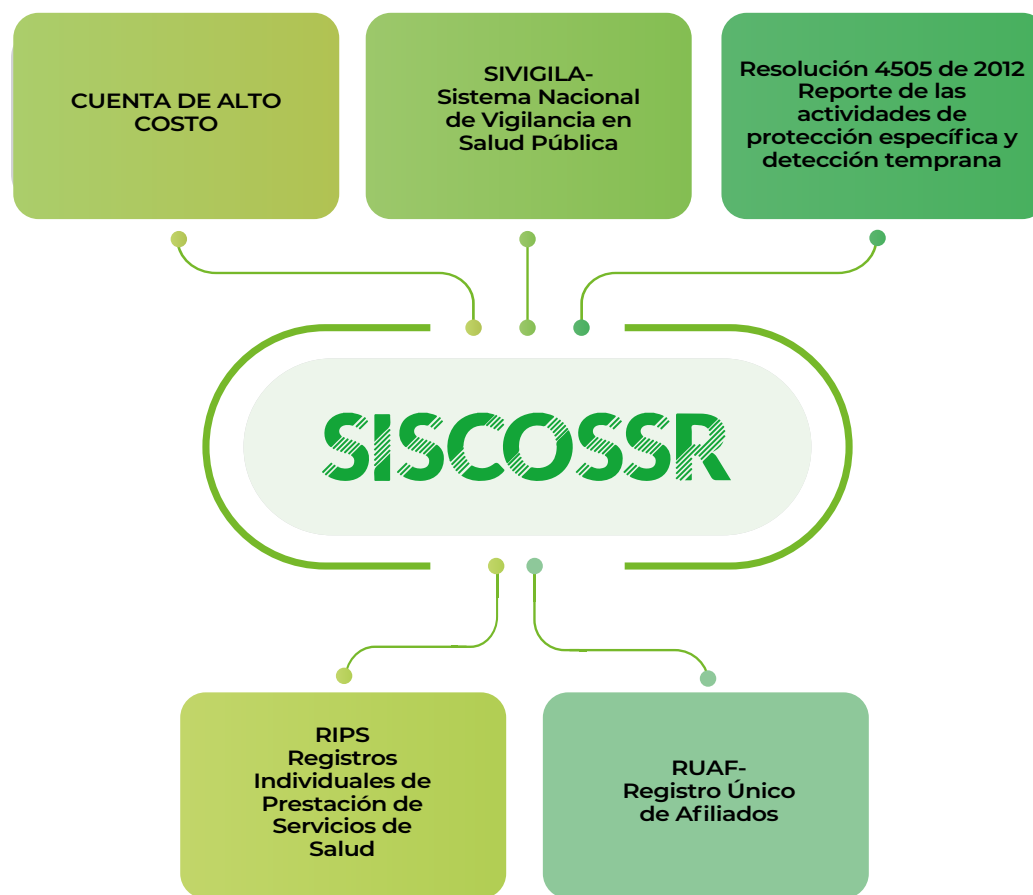 CUENTA DE ALTO
COSTO
SIVIGILA-
Sistema Nacional
de Vigilancia en
Salud Pública
Resolución 4505 de 2012
Reporte de las
actividades de
protección específica y
detección temprana
SISCOSSR
RIPS
Registros
Individuales de
Prestación de
Servicios de
Salud
RUAF-
Registro Único
de Afiliados